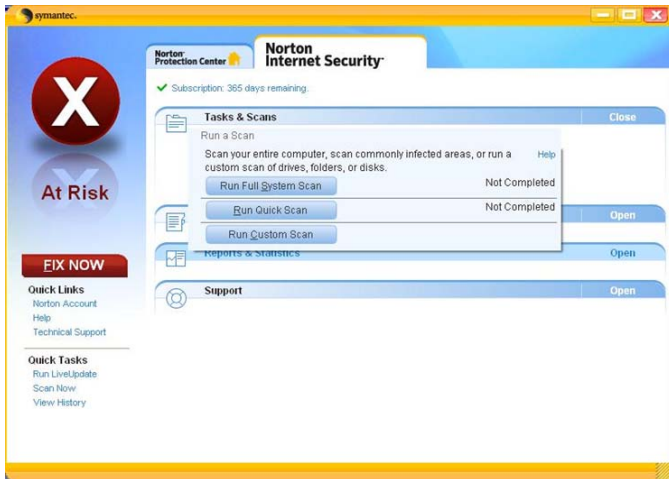 symantec.
Norton
Protection Center
Norton
Internet Security
Subscription: 365 days remaining.
At Risk
FIX NOW
Quick Links
Norton Account
Help
Technical Support
Quick Tasks
Run LiveUpdate
Scan Now
View History
Tasks & Scans
Close
Run a Scan
Scan your entire computer, scan commonly infected areas, or run a
custom scan of drives, folders, or disks.
Help
Run Full System Scan
Not Completed
Run Quick Scan
Not Completed
Run Custom Scan
Open
Reports & Statistics
Open
Support
Open